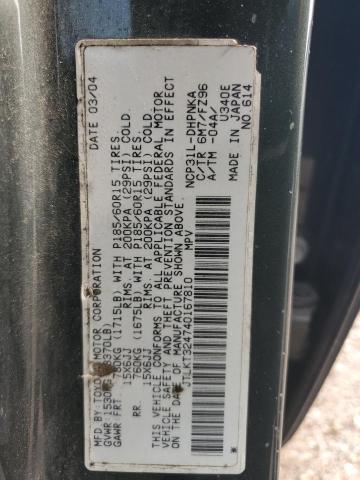 MFD.BY: TOYOTA MOTOR CORPORATION DATE 03/04
GVWR: 1530KG 3370LB)
GAWR: FRT. 780KG (1715LB) WITH P185/60R15 TIRES.
15X6JJ RIMS. AT 200KPA (29PSI) COLD.
RR. 760KG (1675LB) WITH P185/60R15 TIRES.
15X6JJ RIMS. AT 200KPA (29PSI) COLD.
THIS VEHICLE CONFORMS TO ALL APPLICABLE FEDERAL MOTOR
VEHICLE SAFETY AND THEFT PREVENTION STANDARDS IN EFFECT
ON THE DATE OF MANUFACTURE SHOWN ABOVE.
JTLKT324740167810 MPV
NCP31L-DHPNKA
C/TR 6M7/FZ96
A/TM -04A/
U340E
MADE IN JAPAN
NO.614